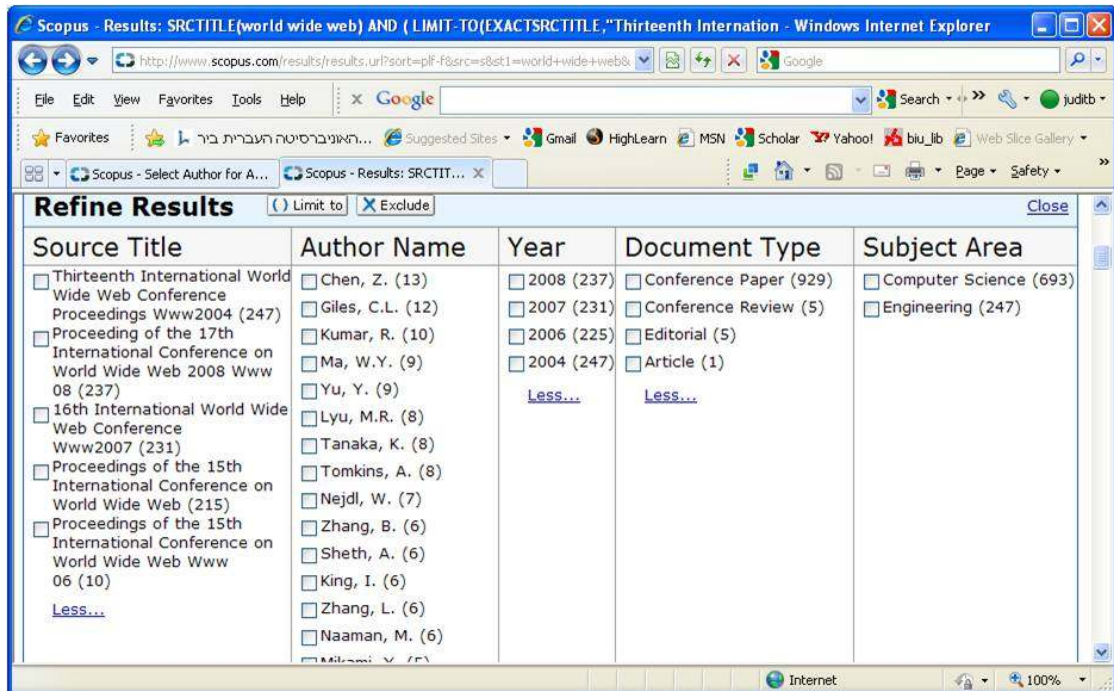 Scopus - Results: SRCTITLE(world wide web) AND ( LIMIT-TO(EXACTSRCTITLE,"Thirteenth Internation - Windows Internet Explorer
http://www.scopus.com/results/results.url?sort=plf-f&src=s&st1=world+wide+web& Google
File Edit View Favorites Tools Help x Google Search juditb
Favorites האוניברסיטה העברית ביר... Suggested Sites Gmail HighLearn MSN Scholar Yahoo! biu_lib Web Slice Gallery
Scopus - Select Author for A... Scopus - Results: SRCTIT... X Page Safety »
Refine Results ( ) Limit to X Exclude Close
Source Title
Thirteenth International World
Wide Web Conference
Proceedings Www2004 (247)
Proceeding of the 17th
International Conference on
World Wide Web 2008 Www
08 (237)
16th International World Wide
Web Conference
Www2007 (231)
Proceedings of the 15th
International Conference on
World Wide Web (215)
Proceedings of the 15th
International Conference on
World Wide Web Www
06 (10)
Less...
Author Name
Chen, Z. (13)
Giles, C.L. (12)
Kumar, R. (10)
Ma, W.Y. (9)
Yu, Y. (9)
Lyu, M.R. (8)
Tanaka, K. (8)
Tomkins, A. (8)
Nejdl, W. (7)
Zhang, B. (6)
Sheth, A. (6)
King, I. (6)
Zhang, L. (6)
Naaman, M. (6)
Year
2008 (237)
2007 (231)
2006 (225)
2004 (247)
Less...
Document Type
Conference Paper (929)
Conference Review (5)
Editorial (5)
Article (1)
Less...
Subject Area
Computer Science (693)
Engineering (247)
Internet 100%